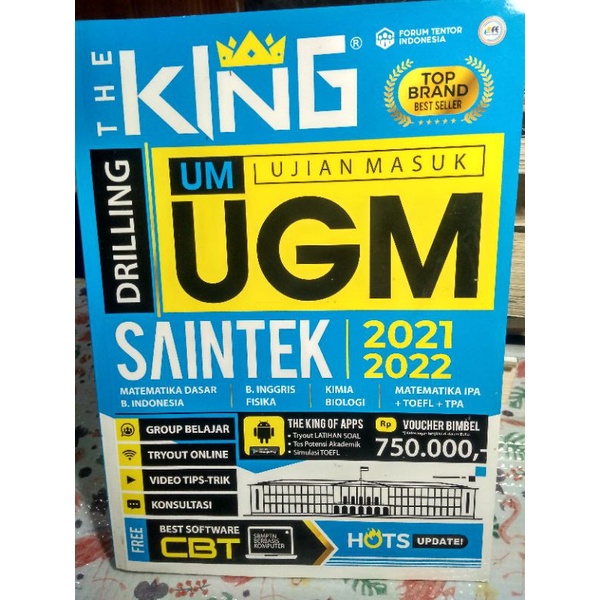 THE KING®
FORUM TENTOR
INDONESIA
TOP
BRAND
BEST SELLER
DRILLING
UM
UJIAN MASUK
UGM
SAINTEK
2021
2022
MATEMATIKA DASAR
B. INDONESIA
B. INGGRIS
FISIKA
KIMIA
BIOLOGI
MATEMATIKA IPA
+ TOEFL + TPA
GROUP BELAJAR
TRYOUT ONLINE
VIDEO TIPS-TRIK
KONSULTASI
THE KING OF APPS
• Tryout LATIHAN SOAL
• Tes Potensi Akademik
• Simulasi TOEFL
Rp
VOUCHER BIMBEL
750.000,-
FREE
BEST SOFTWARE
CBT
SBMPTN
BERBASIS
KOMPUTER
HOTS UPDATE!